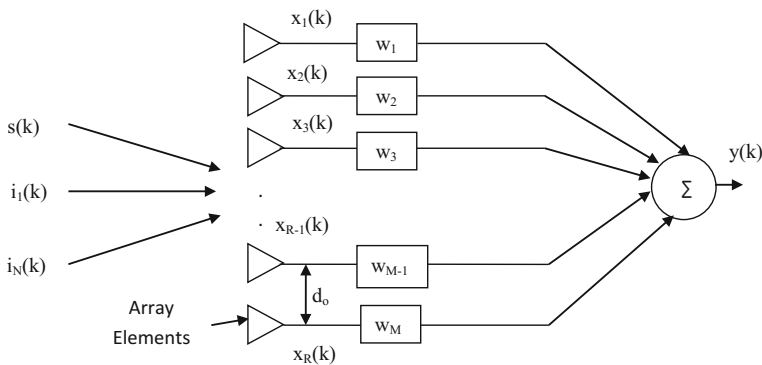 x₁(k)
w₁
x₂(k)
w₂
x₃(k)
w₃
s(k)
i₁(k)
i_N(k)
y(k)
Σ
x_{R-1}(k)
w_{M-1}
d_o
Array
Elements
w_M
x_R(k)